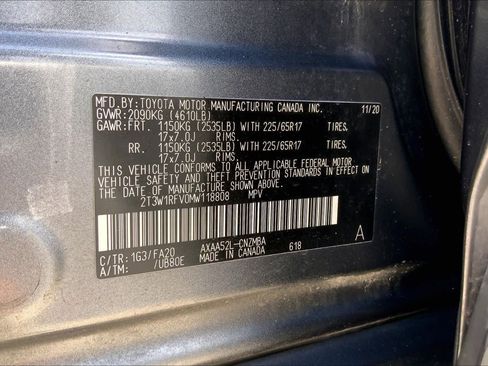 MFD.BY:TOYOTA MOTOR MANUFACTURING CANADA INC. 11/20
GVWR:2090KG (4610LB)
GAWR:FRT. 1150KG (2535LB) WITH 225/65R17 TIRES.
17x7.0J RIMS.
RR. 1150KG (2535LB) WITH 225/65R17 TIRES.
17x7.0J RIMS.
THIS VEHICLE CONFORMS TO ALL APPLICABLE FEDERAL MOTOR
VEHICLE SAFETY AND THEFT PREVENTION STANDARDS IN EFFECT
ON THE DATE OF MANUFACTURE SHOWN ABOVE.
2T3W1RFV0MW118808 MPV
C/TR: 1G3/FA20 AXAA52L-CNZMBA A
A/TM: /UB80E MADE IN CANADA 618